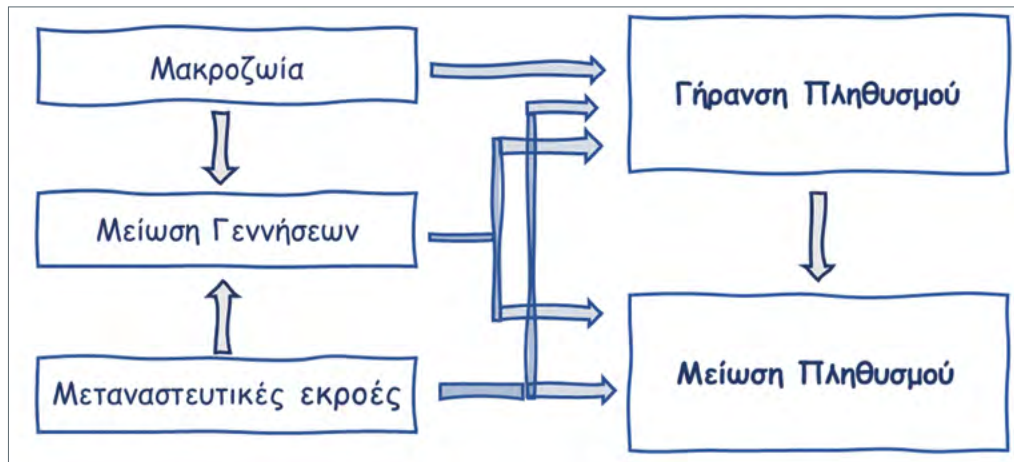 Μακροζωία
Μείωση Γεννήσεων
Μεταναστευτικές εκροές
Γήρανση Πληθυσμού
Μείωση Πληθυσμού